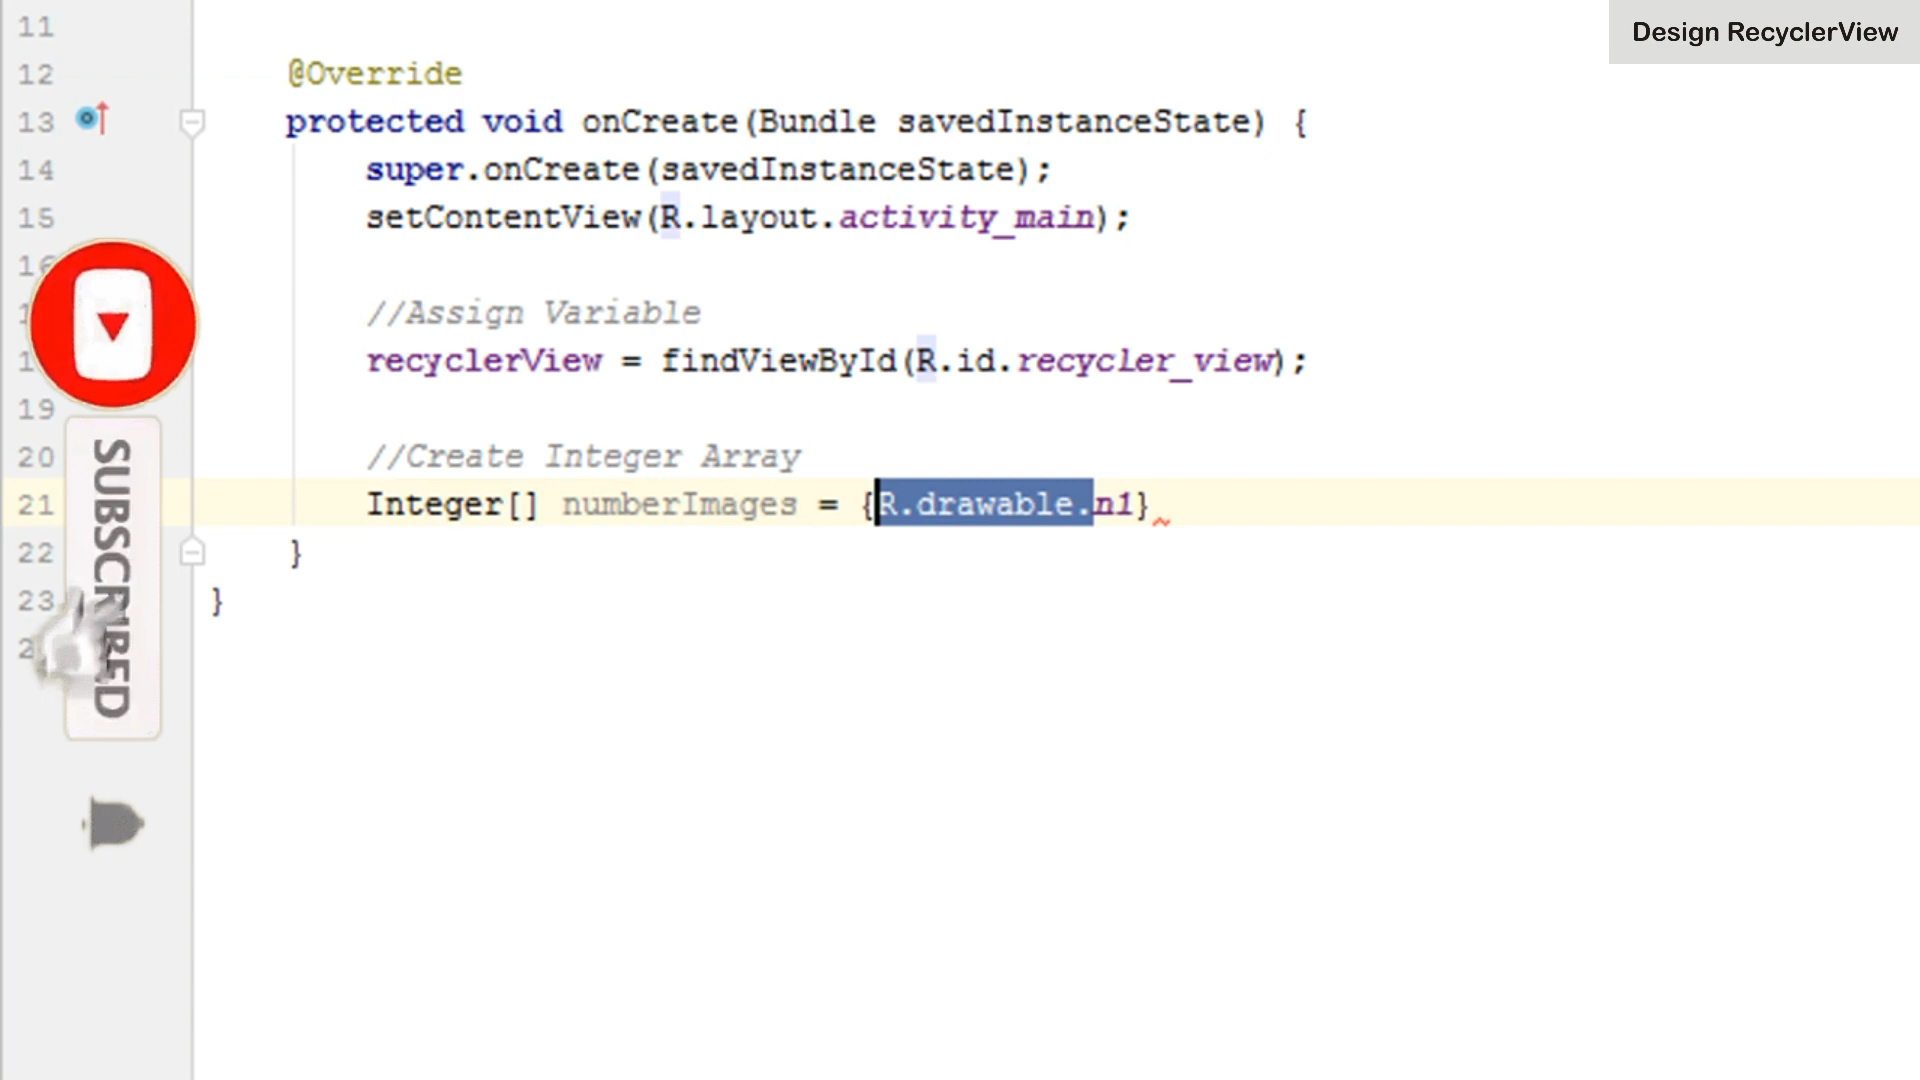 Design RecyclerView
11
12 @Override
13 protected void onCreate(Bundle savedInstanceState) {
14 super.onCreate(savedInstanceState);
15 setContentView(R.layout.activity_main);
//Assign Variable
recyclerView = findViewById(R.id.recycler_view);
19
20 //Create Integer Array
21 Integer[] numberImages = {R.drawable.n1}
22 }
23 }
SUBSCRIBED